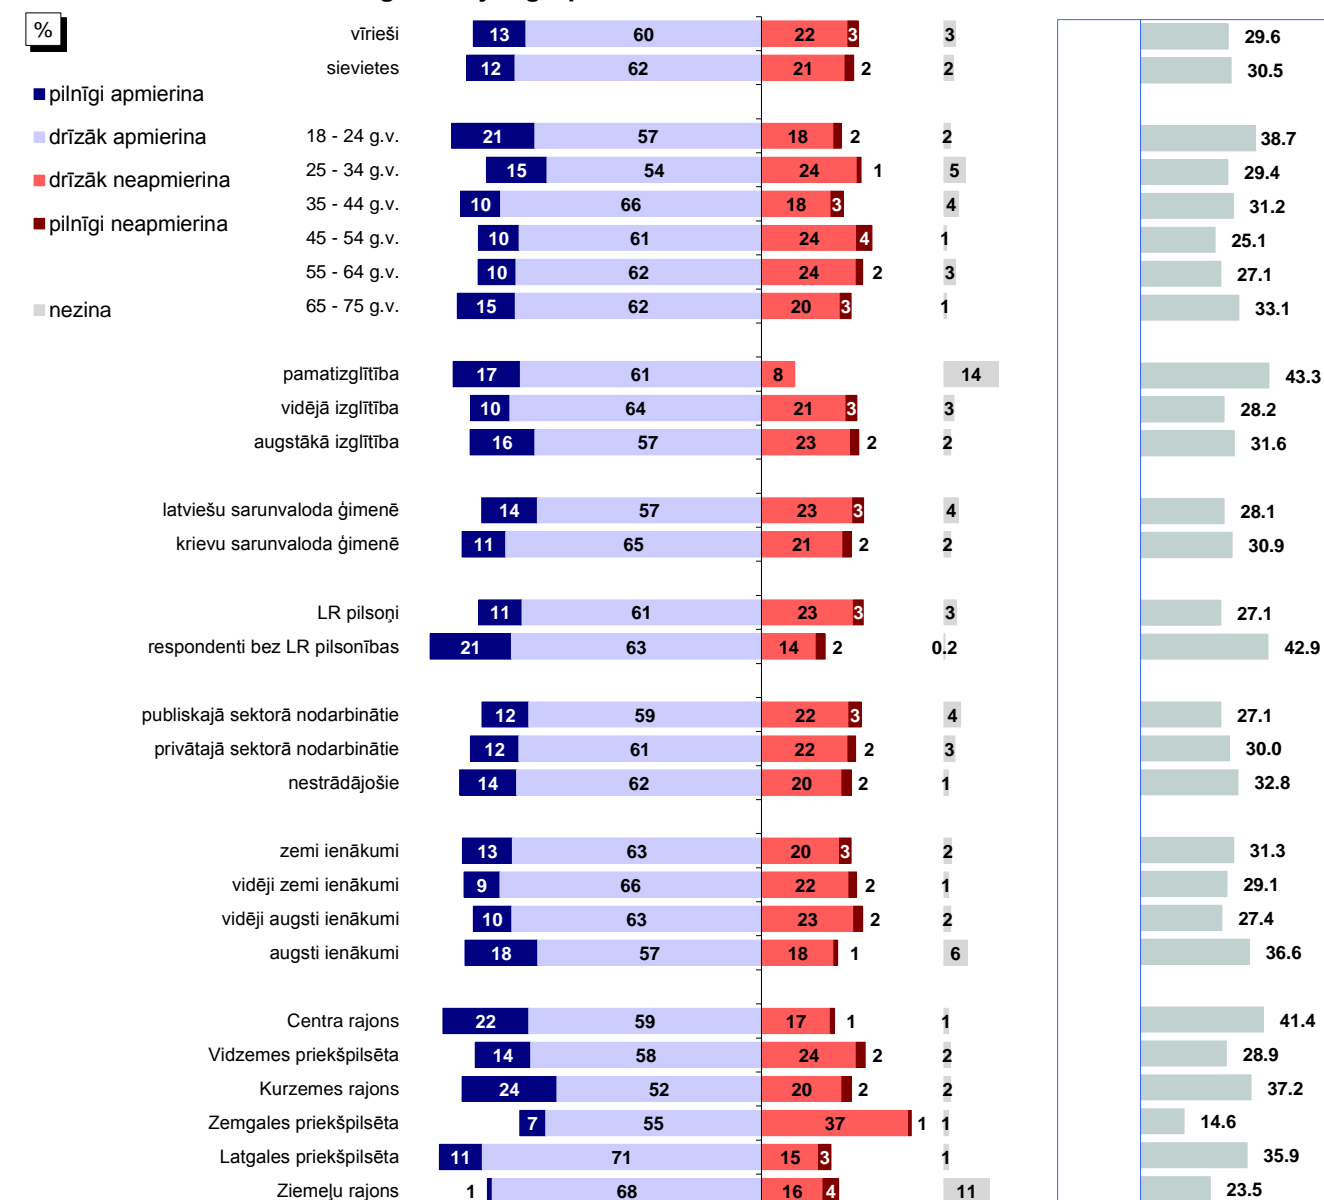 %
pilnīgi apmierina
drīzāk apmierina
drīzāk neapmierina
pilnīgi neapmierina
nezina
vīrieši 13 60 22 3 3 29.6
sievietes 12 62 21 2 2 30.5
18 - 24 g.v. 21 57 18 2 2 38.7
25 - 34 g.v. 15 54 24 1 5 29.4
35 - 44 g.v. 10 66 18 3 4 31.2
45 - 54 g.v. 10 61 24 4 1 25.1
55 - 64 g.v. 10 62 24 2 3 27.1
65 - 75 g.v. 15 62 20 3 1 33.1
pamatizglītība 17 61 8 14 43.3
vidējā izglītība 10 64 21 3 3 28.2
augstākā izglītība 16 57 23 2 2 31.6
latviešu sarunvaloda ģimenē 14 57 23 3 4 28.1
krievu sarunvaloda ģimenē 11 65 21 2 2 30.9
LR pilsoņi 11 61 23 3 3 27.1
respondenti bez LR pilsonības 21 63 14 2 0.2 42.9
publiskajā sektorā nodarbinātie 12 59 22 3 4 27.1
privātajā sektorā nodarbinātie 12 61 22 2 3 30.0
nestrādājošie 14 62 20 2 1 32.8
zemi ienākumi 13 63 20 3 2 31.3
vidēji zemi ienākumi 9 66 22 2 1 29.1
vidēji augsti ienākumi 10 63 23 2 2 27.4
augsti ienākumi 18 57 18 1 6 36.6
Centra rajons 22 59 17 1 1 41.4
Vidzemes priekšpilsēta 14 58 24 2 2 28.9
Kurzemes rajons 24 52 20 2 2 37.2
Zemgales priekšpilsēta 7 55 37 1 1 14.6
Latgales priekšpilsēta 11 71 15 3 1 35.9
Ziemeļu rajons 1 68 16 4 11 23.5